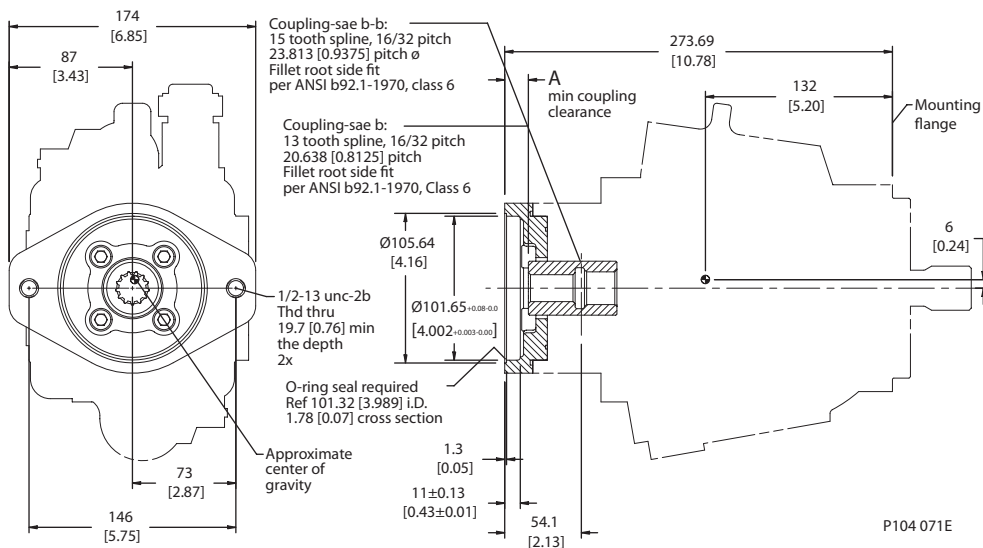 174
[6.85]
87
[3.43]
Coupling-sae b-b:
15 tooth spline, 16/32 pitch
23.813 [0.9375] pitch ø
Fillet root side fit
per ANSI b92.1-1970, class 6
Coupling-sae b:
13 tooth spline, 16/32 pitch
20.638 [0.8125] pitch
Fillet root side fit
per ANSI b92.1-1970, Class 6
273.69
[10.78]
A
min coupling
clearance
132
[5.20]
Mounting
flange
6
[0.24]
Ø105.64
[4.16]
Ø101.65+0.08-0.0
[4.002+0.003-0.00]
1/2-13 unc-2b
Thd thru
19.7 [0.76] min
the depth
2x
O-ring seal required
Ref 101.32 [3.989] i.D.
1.78 [0.07] cross section
Approximate
center of
gravity
73
[2.87]
146
[5.75]
1.3
[0.05]
11±0.13
[0.43±0.01]
54.1
[2.13]
P104 071E